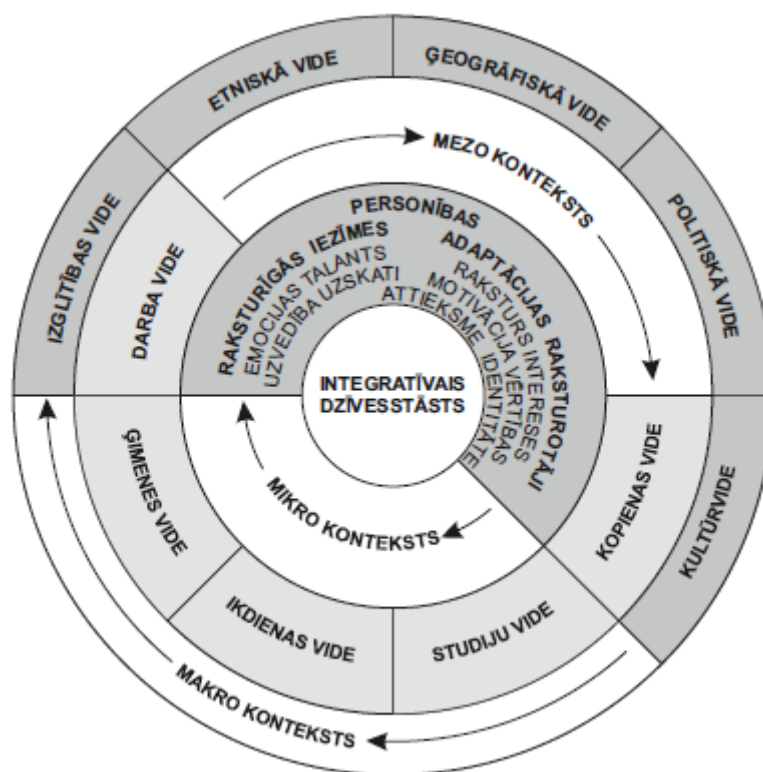 ETNISKĀ VIDE
ĢEOGRĀFISKĀ VIDE
POLITISKĀ VIDE
KULTŪRVIDE
MAKRO KONTEKSTS
IZGLĪTĪBAS VIDE
MEZO KONTEKSTS
KOPIENAS VIDE
STUDIJU VIDE
IKDIENAS VIDE
ĢIMENES VIDE
DARBA VIDE
PERSONĪBAS
RAKSTURĪGĀS IEZĪMES
EMOCIJAS TALANTS
UZVEDĪBA UZSKATI
ADAPTĀCIJAS RAKSTUROTĀJI
RAKSTURS INTERESES
MOTIVĀCIJA VĒRTĪBAS
ATTIEKSME IDENTITĀTE
MIKRO KONTEKSTS
INTEGRATĪVAIS
DZĪVESSTĀSTS